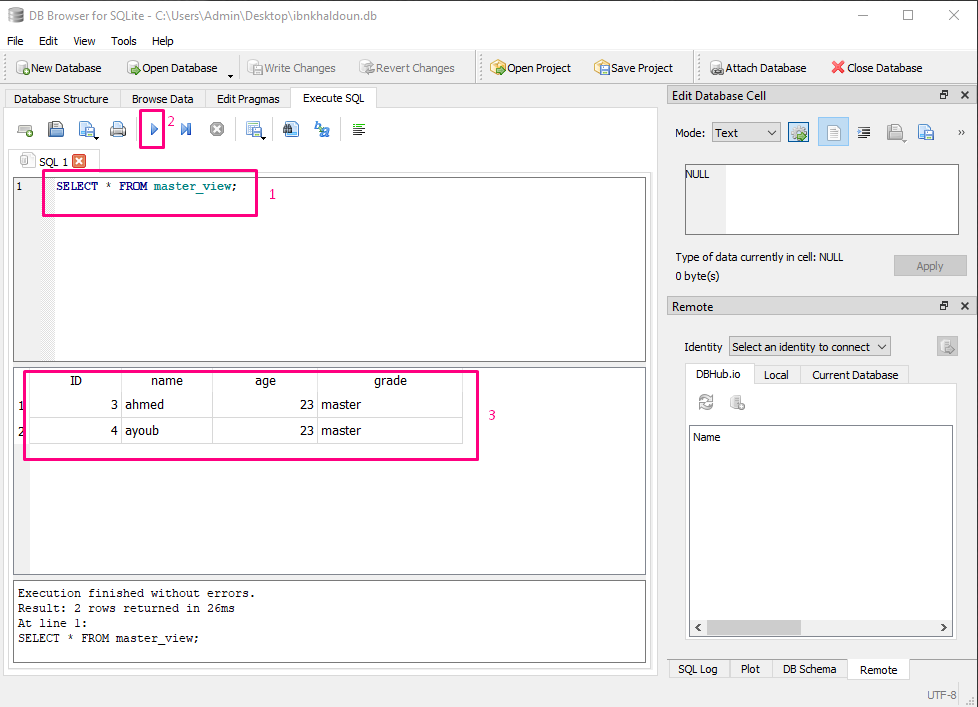 DB Browser for SQLite - C:\Users\Admin\Desktop\ibnkhaldoun.db
File Edit View Tools Help
New Database Open Database Write Changes Revert Changes Open Project Save Project Attach Database Close Database
Database Structure Browse Data Edit Pragmas Execute SQL
2
SQL 1
1 SELECT * FROM master_view;
1
ID name age grade
1 3 ahmed 23 master
2 4 ayoub 23 master
3
Execution finished without errors.
Result: 2 rows returned in 26ms
At line 1:
SELECT * FROM master_view;
Edit Database Cell
Mode: Text
NULL
Type of data currently in cell: NULL
0 byte(s)
Apply
Remote
Identity Select an identity to connect
DBHub.io Local Current Database
Name
SQL Log Plot DB Schema Remote
UTF-8